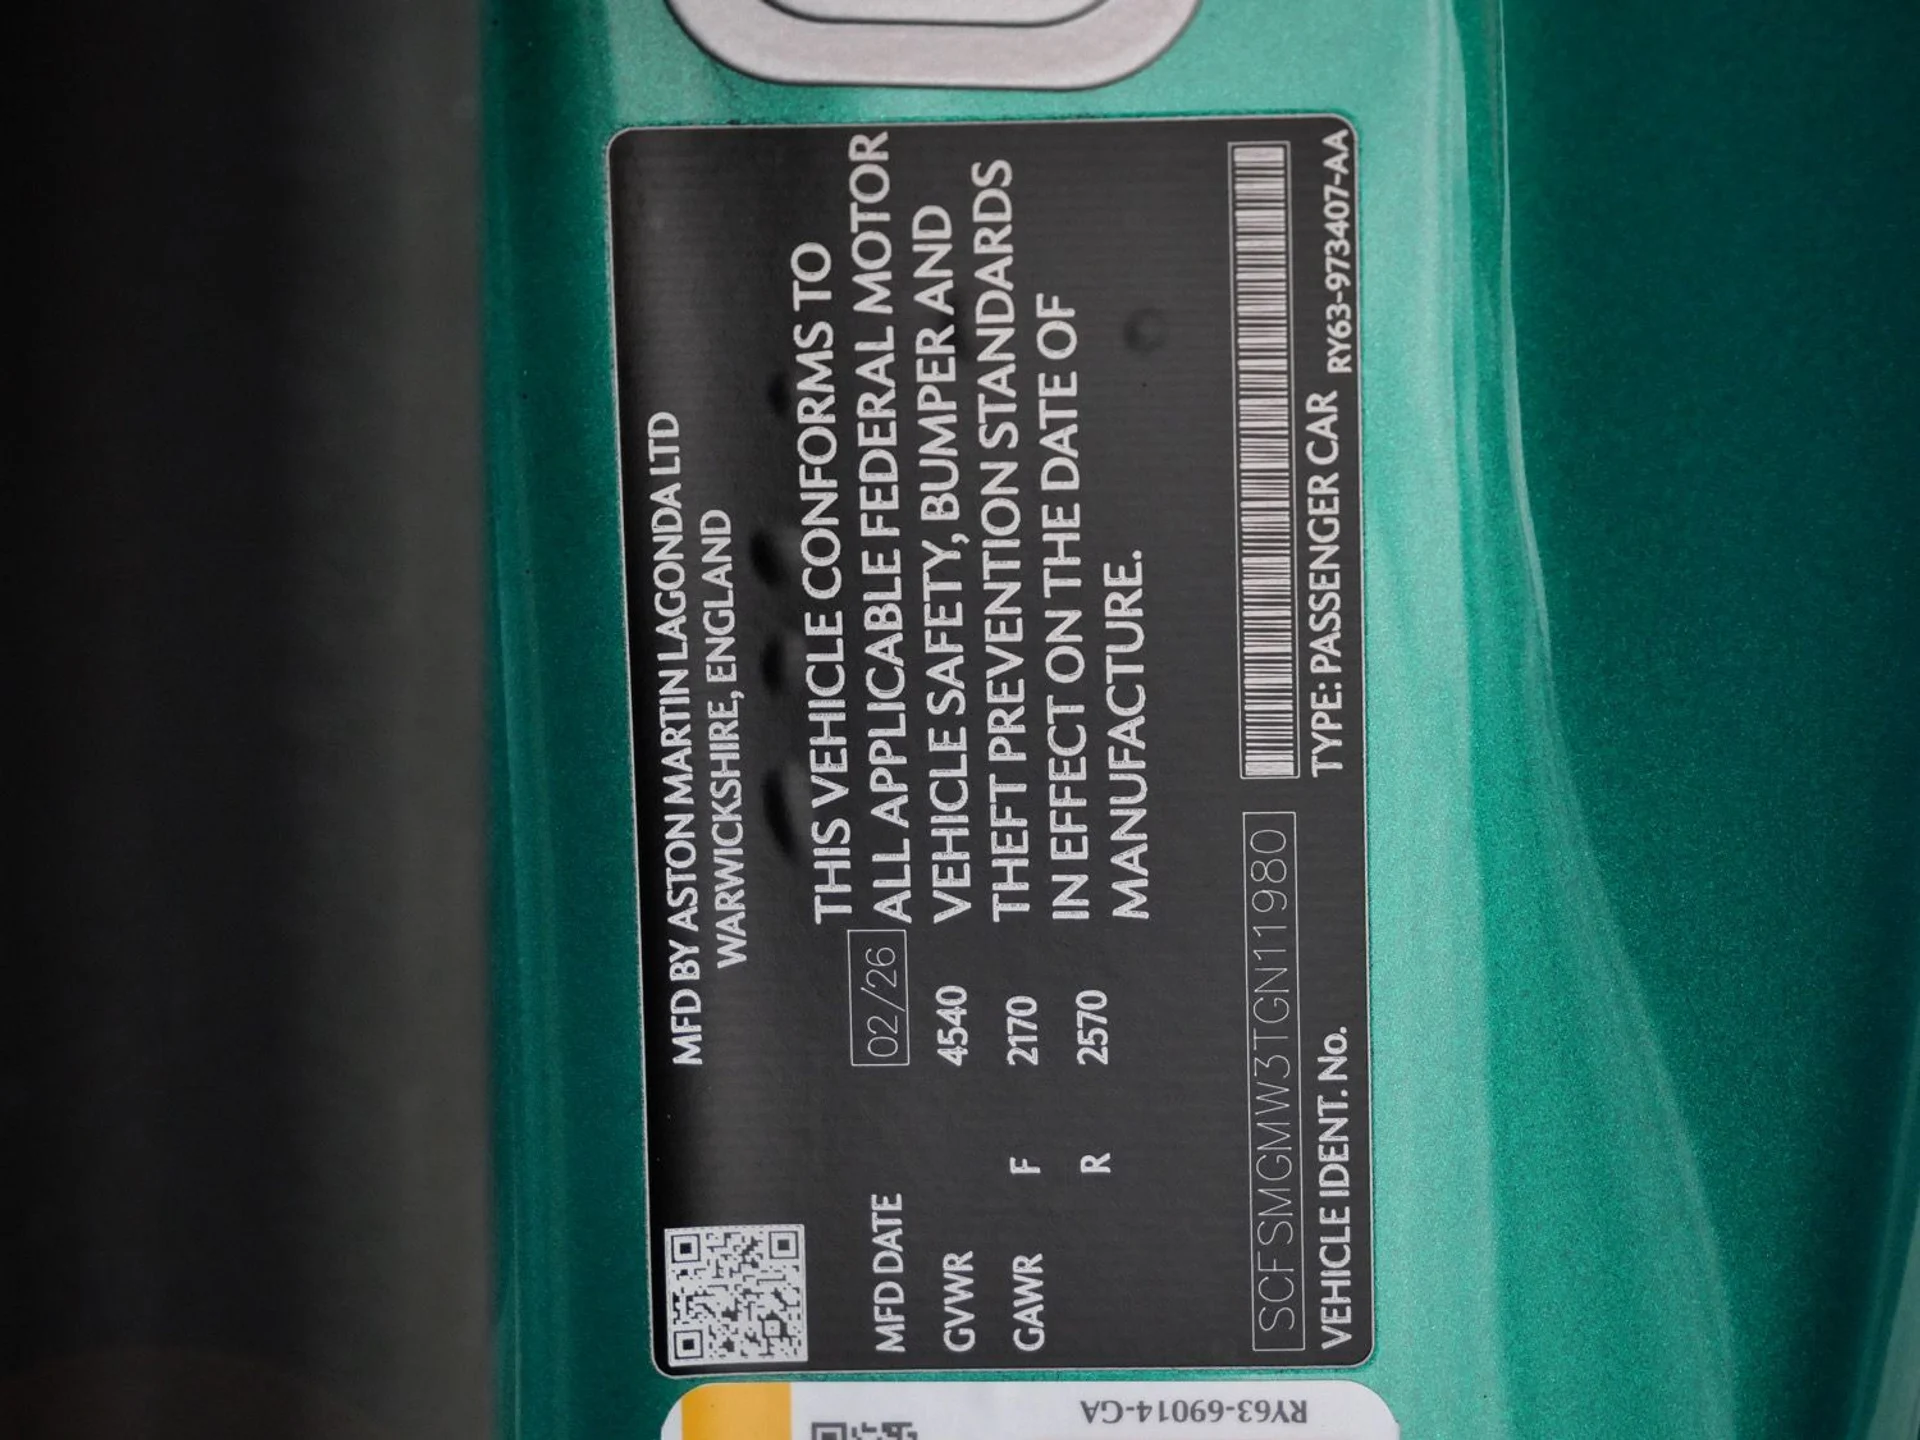 MFD BY ASTON MARTIN LAGONDA LTD
WARWICKSHIRE, ENGLAND
THIS VEHICLE CONFORMS TO
MFD DATE 02/26 ALL APPLICABLE FEDERAL MOTOR
GVWR 4540 VEHICLE SAFETY, BUMPER AND
GAWR F 2170 THEFT PREVENTION STANDARDS
R 2570 IN EFFECT ON THE DATE OF
MANUFACTURE.
SCFSMGMW3TGN11980
VEHICLE IDENT. No. TYPE: PASSENGER CAR RY63-973407-AA
RY63-69014-GA